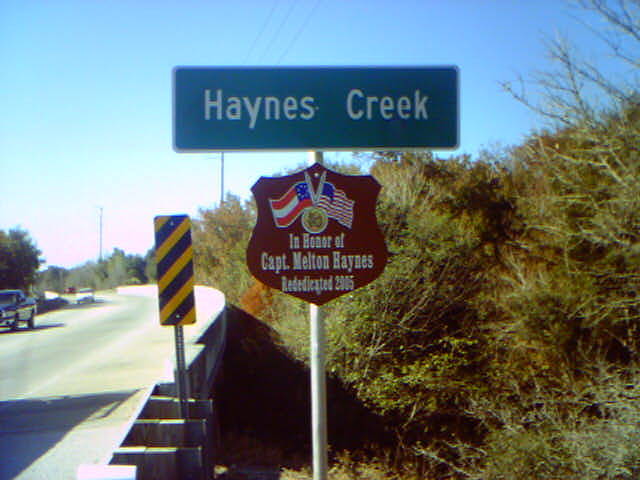 Haynes Creek
In Honor of
Capt. Melton Haynes
Rededicated 2005